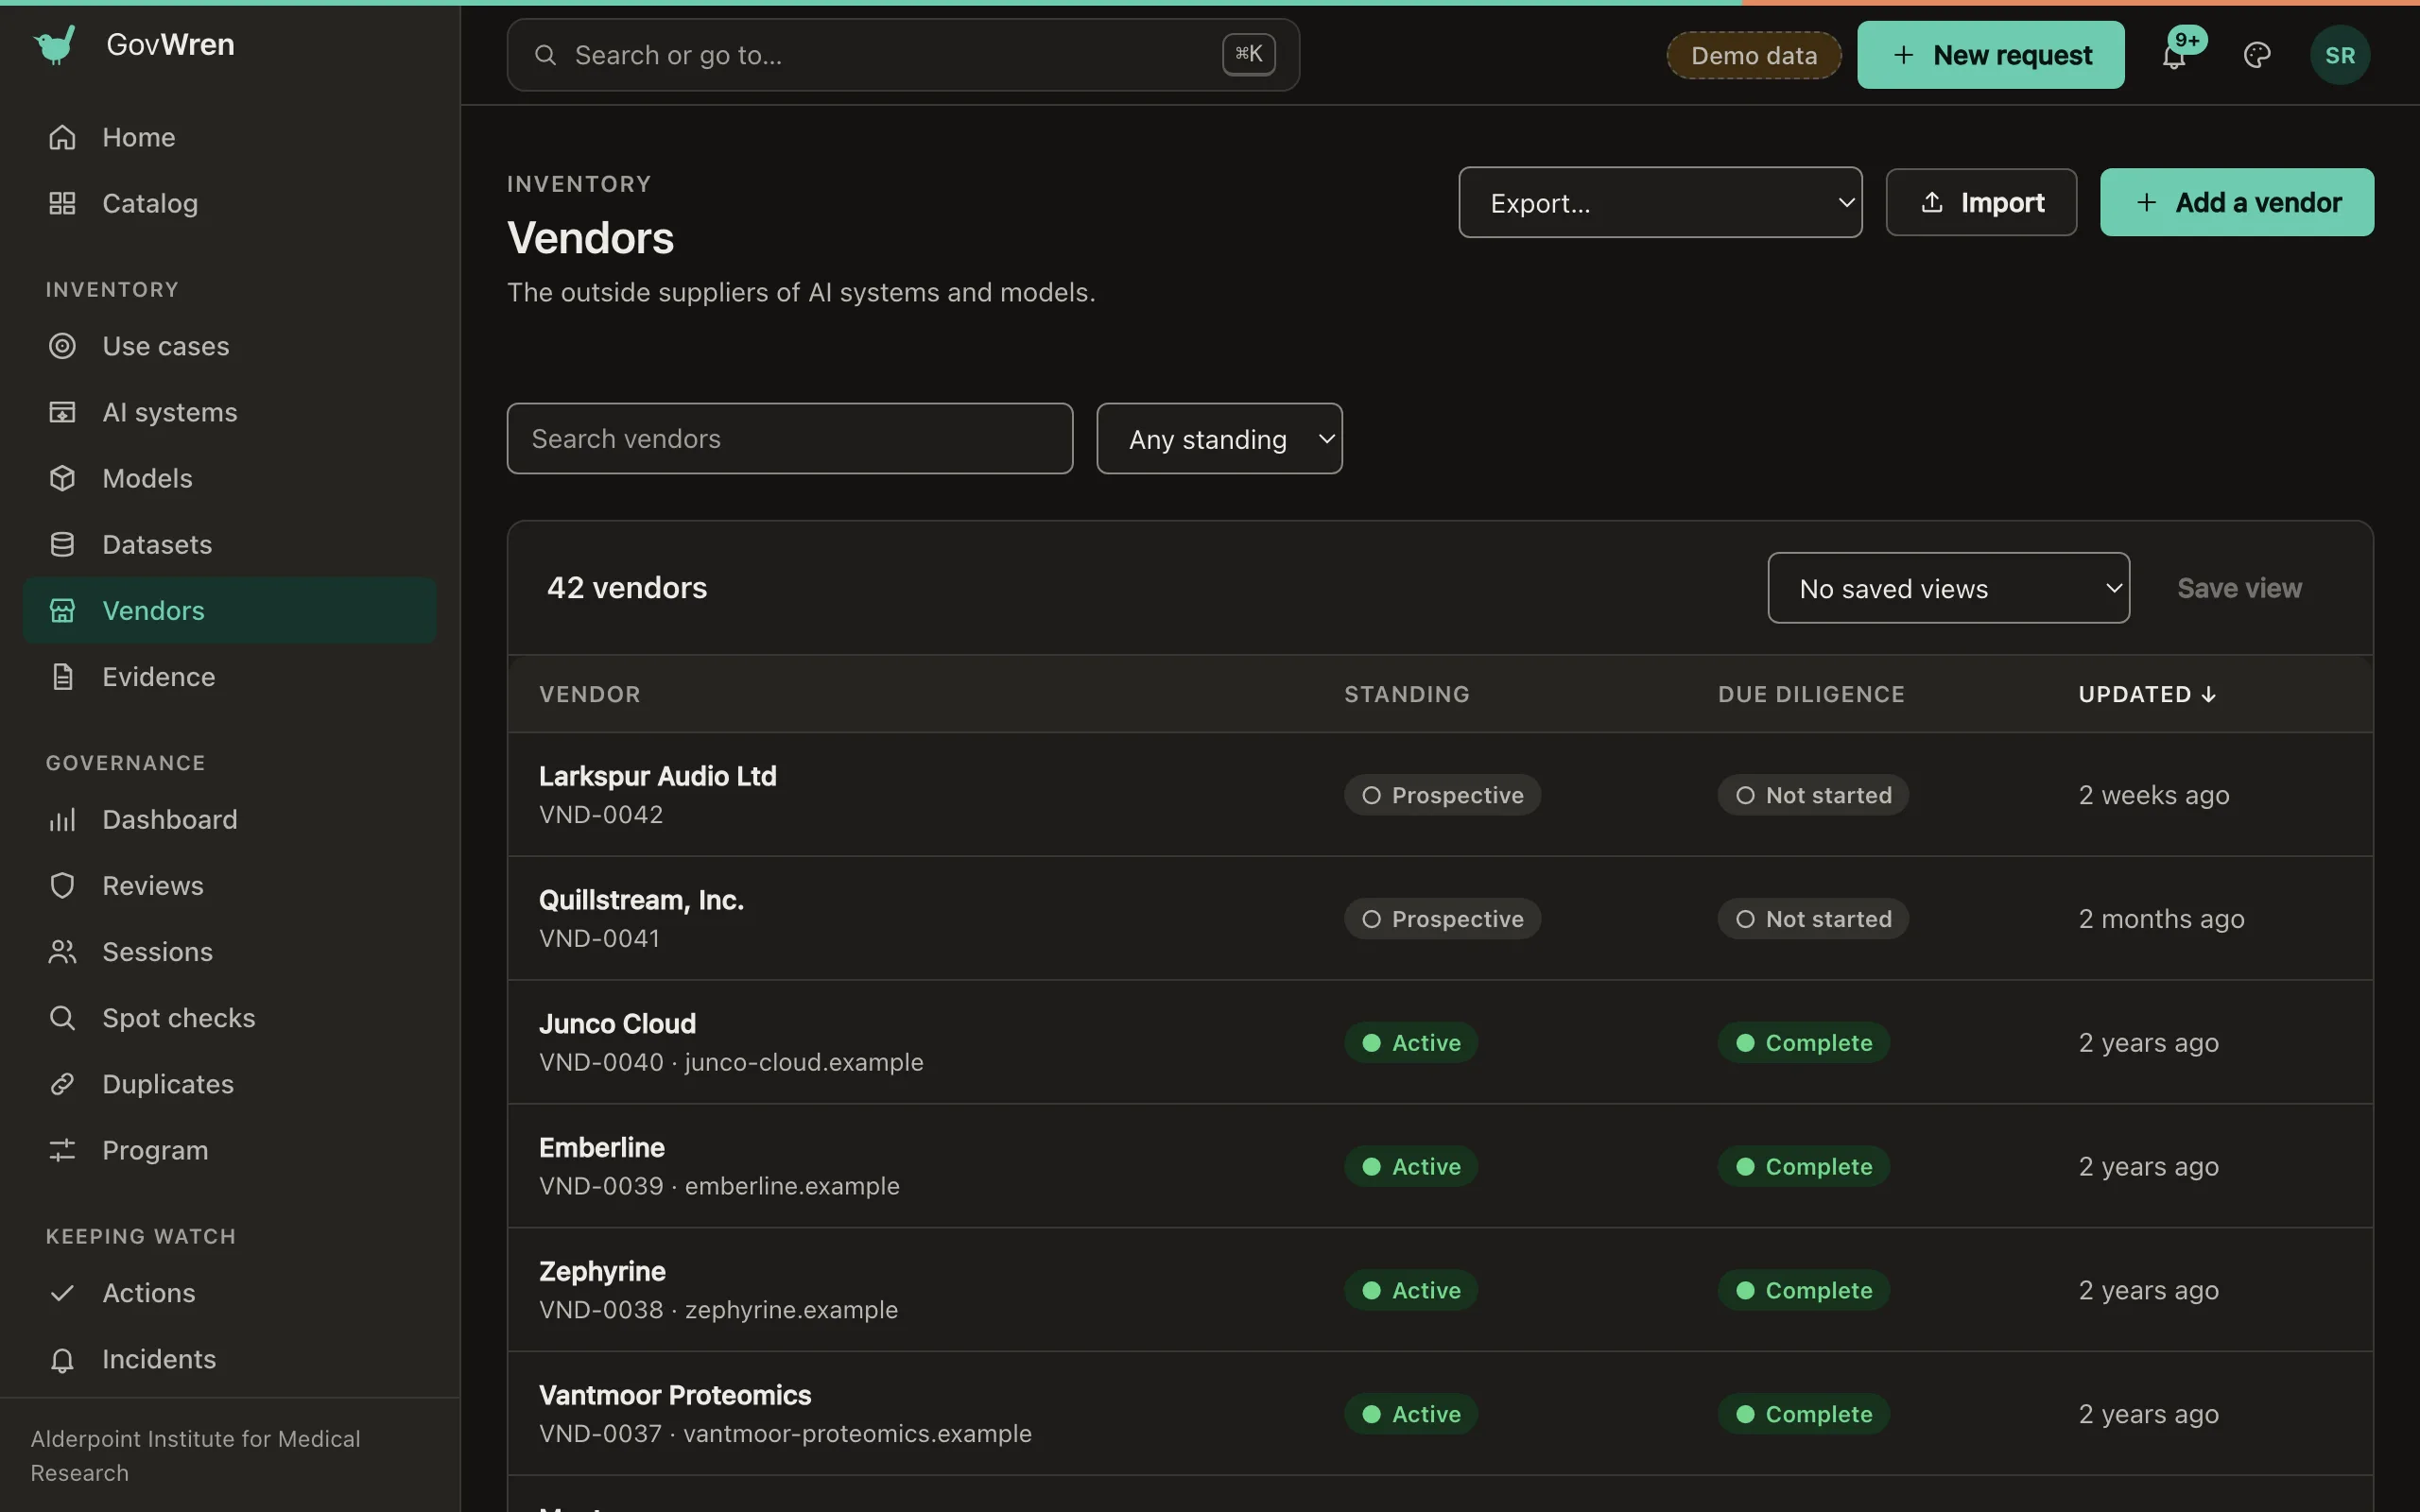 GovWren
Search or go to...
⌘K
Demo data
+ New request
9+
SR
Home
Catalog
INVENTORY
Use cases
AI systems
Models
Datasets
Vendors
Evidence
GOVERNANCE
Dashboard
Reviews
Sessions
Spot checks
Duplicates
Program
KEEPING WATCH
Actions
Incidents
Alderpoint Institute for Medical
Research
INVENTORY
Vendors
The outside suppliers of AI systems and models.
Export...
Import
+ Add a vendor
Search vendors
Any standing
42 vendors
No saved views
Save view
VENDOR STANDING DUE DILIGENCE UPDATED ↓
Larkspur Audio Ltd
VND-0042
Prospective Not started 2 weeks ago
Quillstream, Inc.
VND-0041
Prospective Not started 2 months ago
Junco Cloud
VND-0040 · junco-cloud.example
Active Complete 2 years ago
Emberline
VND-0039 · emberline.example
Active Complete 2 years ago
Zephyrine
VND-0038 · zephyrine.example
Active Complete 2 years ago
Vantmoor Proteomics
VND-0037 · vantmoor-proteomics.example
Active Complete 2 years ago